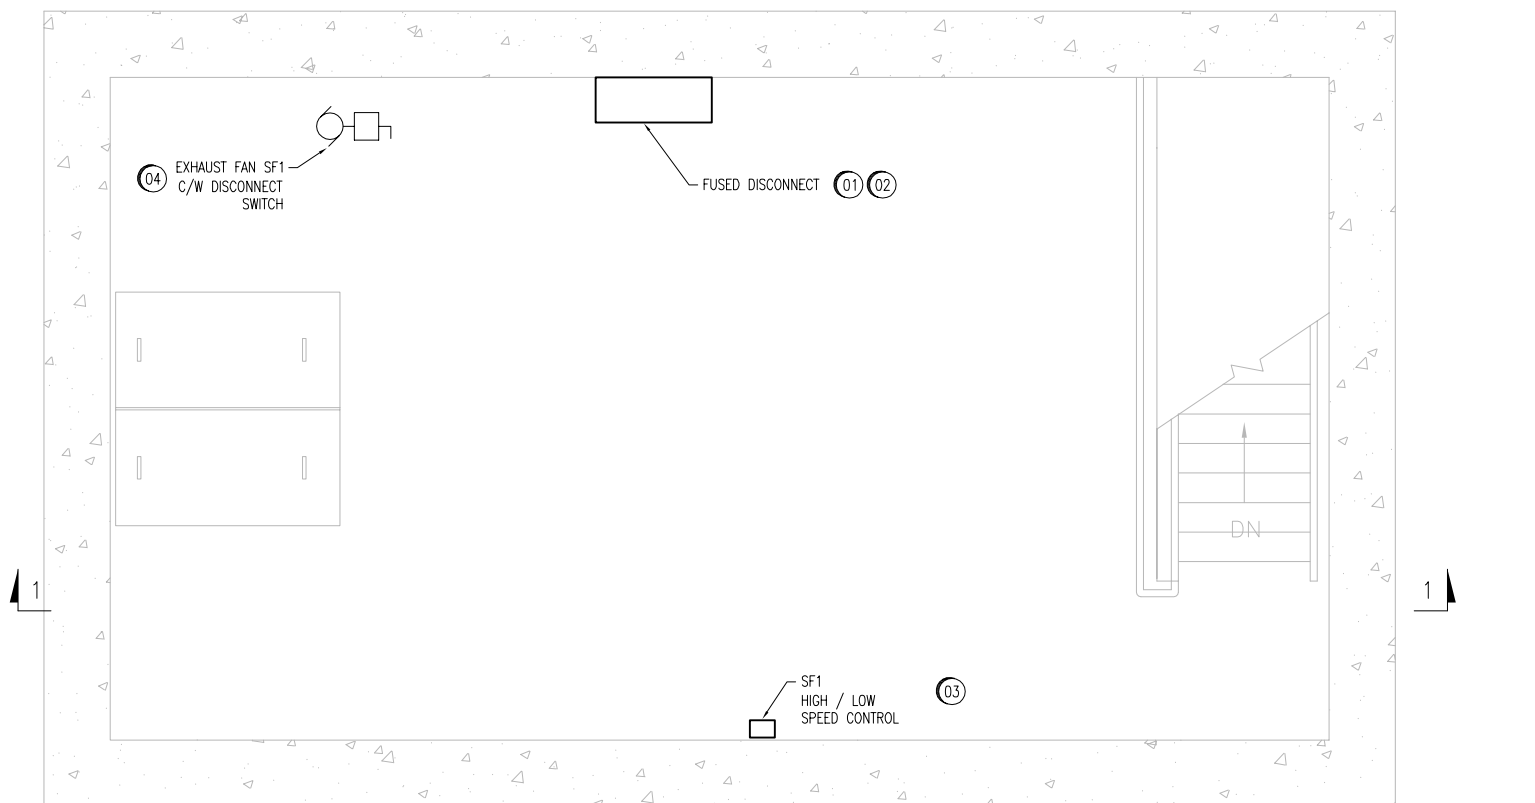 04
EXHAUST FAN SF1
C/W DISCONNECT
SWITCH
FUSED DISCONNECT
01
02
DN
1
1
SF1
HIGH / LOW
SPEED CONTROL
03